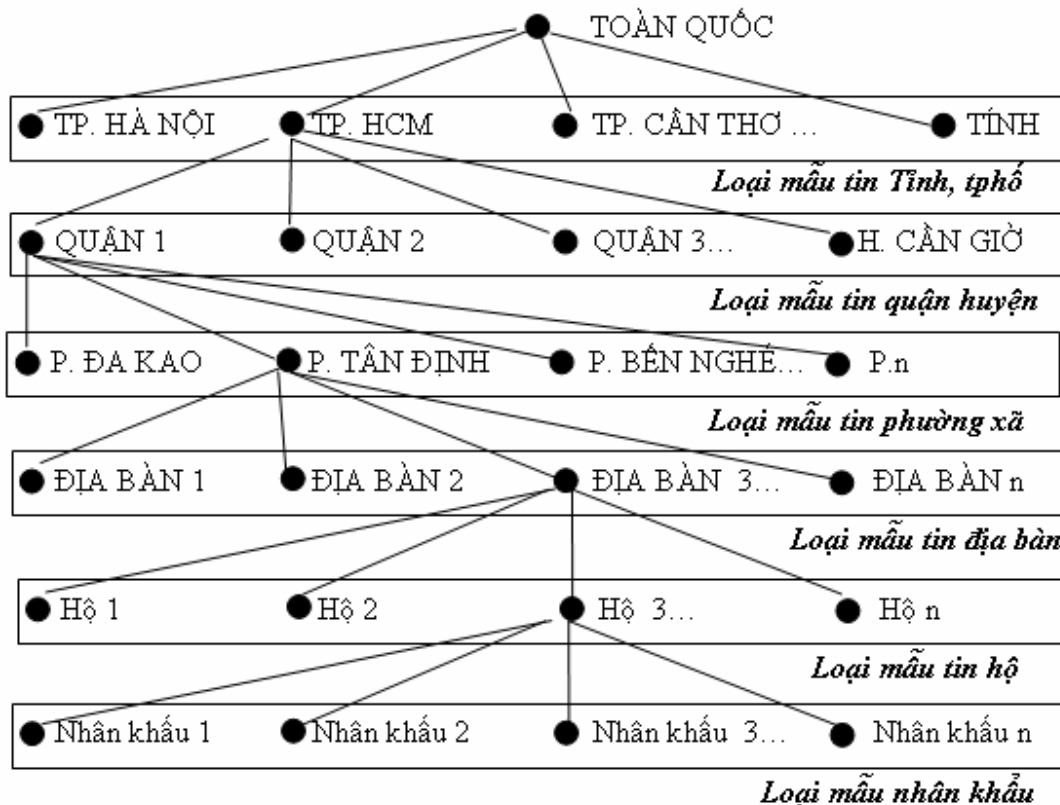 TOÀN QUỐC
TP. HÀ NỘI TP. HCM TP. CẦN THƠ ... TÍNH
Loại mẫu tin Tỉnh, tphố
QUẬN 1 QUẬN 2 QUẬN 3... H. CẦN GIỜ
Loại mẫu tin quận huyện
P. ĐA KAO P. TÂN ĐỊNH P. BẾN NGHÉ... P.n
Loại mẫu tin phường xã
ĐỊA BÀN 1 ĐỊA BÀN 2 ĐỊA BÀN 3... ĐỊA BÀN n
Loại mẫu tin địa bàn
Hộ 1 Hộ 2 Hộ 3... Hộ n
Loại mẫu tin hộ
Nhân khấu 1 Nhân khấu 2 Nhân khấu 3... Nhân khấu n
Loại mẫu nhân khẩu